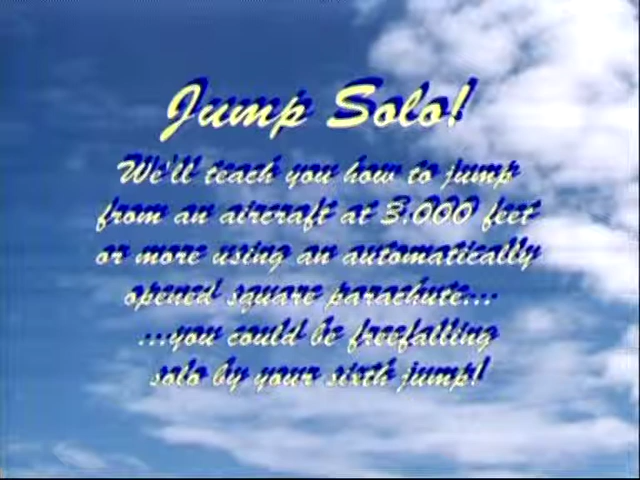 Jump Solo!
We'll teach you how to jump
from an aircraft at 3,000 feet
or more using an automatically
opened square parachute...
...you could be freefalling
solo by your sixth jump!